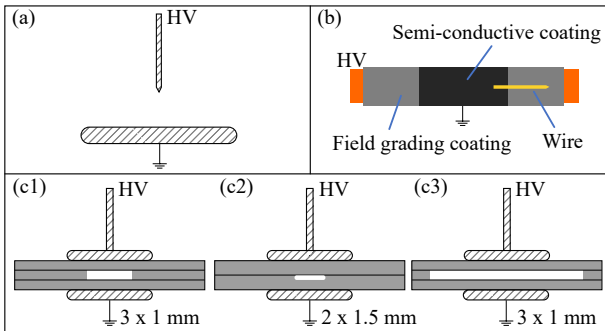 (a)
HV
(b)
Semi-conductive coating
HV
Field grading coating
Wire
(c1)
HV
3 x 1 mm
(c2)
HV
2 x 1.5 mm
(c3)
HV
3 x 1 mm